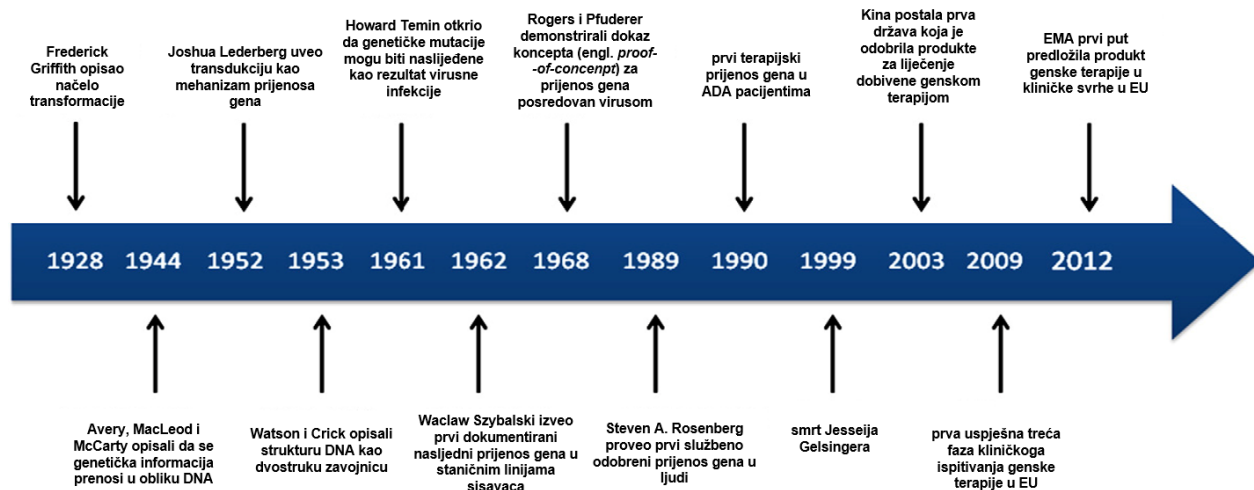 Frederick
Griffith opisao
načelo
transformacije
Joshua Lederberg uveo
transdukciju kao
mehanizam prijenosa
gena
Howard Temin otkrio
da genetičke mutacije
mogu biti naslijeđene
kao rezultat virusne
infekcije
Rogers i Pfuderer
demonstrirali dokaz
koncepta (engl. proof-
-of-concenpt) za
prijenos gena
posredovan virusom
prvi terapijski
prijenos gena u
ADA pacijentima
Kina postala prva
država koja je
odobrila produkte
za liječenje
dobivene genskom
terapijom
EMA prvi put
predložila produkt
genske terapije u
kliničke svrhe u EU
1928 1944 1952 1953 1961 1962 1968 1989 1990 1999 2003 2009 2012
Avery, MacLeod i
McCarty opisali da se
genetička informacija
prenosi u obliku DNA
Watson i Crick opisali
strukturu DNA kao
dvostruku zavojnicu
Waclaw Szybalski izveo
prvi dokumentirani
nasljedni prijenos gena u
staničnim linijama
sisavaca
Steven A. Rosenberg
proveo prvi službeno
odobreni prijenos gena u
ljudi
smrt Jesseija
Gelsingera
prva uspješna treća
faza kliničkoga
ispitivanja genske
terapije u EU